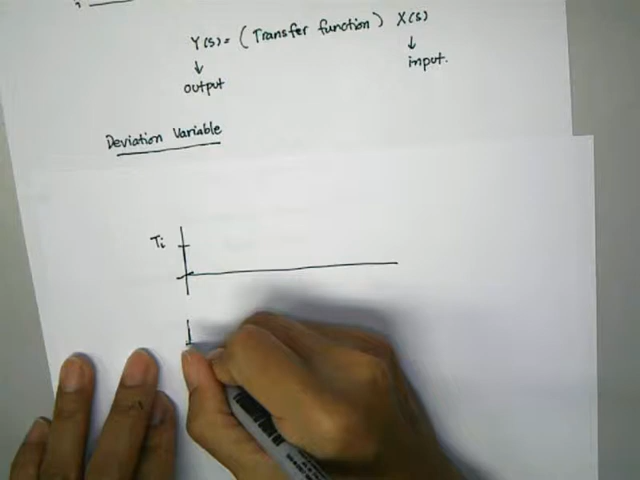 Y(s) = (Transfer function) X(s)
↓ ↓
output input.
Deviation Variable
Ti